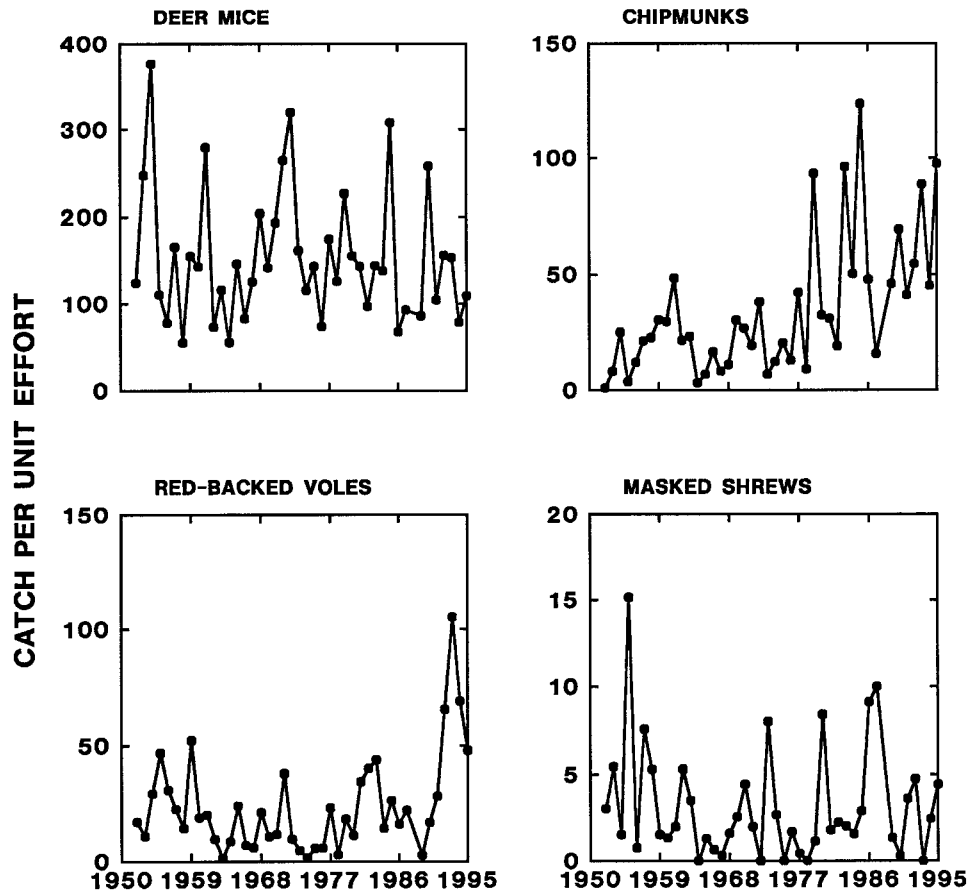 DEER MICE
CHIPMUNKS
400
300
200
100
0
150
100
50
0
CATCH PER UNIT EFFORT
RED-BACKED VOLES
MASKED SHREWS
150
100
50
0
20
15
10
5
0
1950 1959 1968 1977 1986 1995
1950 1959 1968 1977 1986 1995